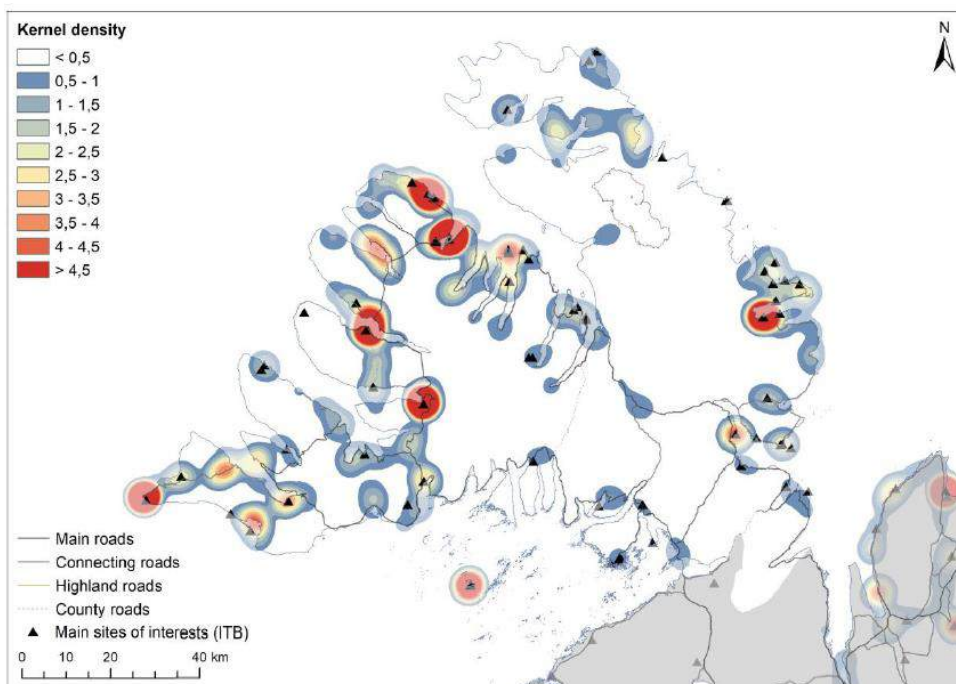 Kernel density
< 0,5
0,5 - 1
1 - 1,5
1,5 - 2
2 - 2,5
2,5 - 3
3 - 3,5
3,5 - 4
4 - 4,5
> 4,5
N
Main roads
Connecting roads
Highland roads
County roads
Main sites of interests (ITB)
0 10 20 40 km